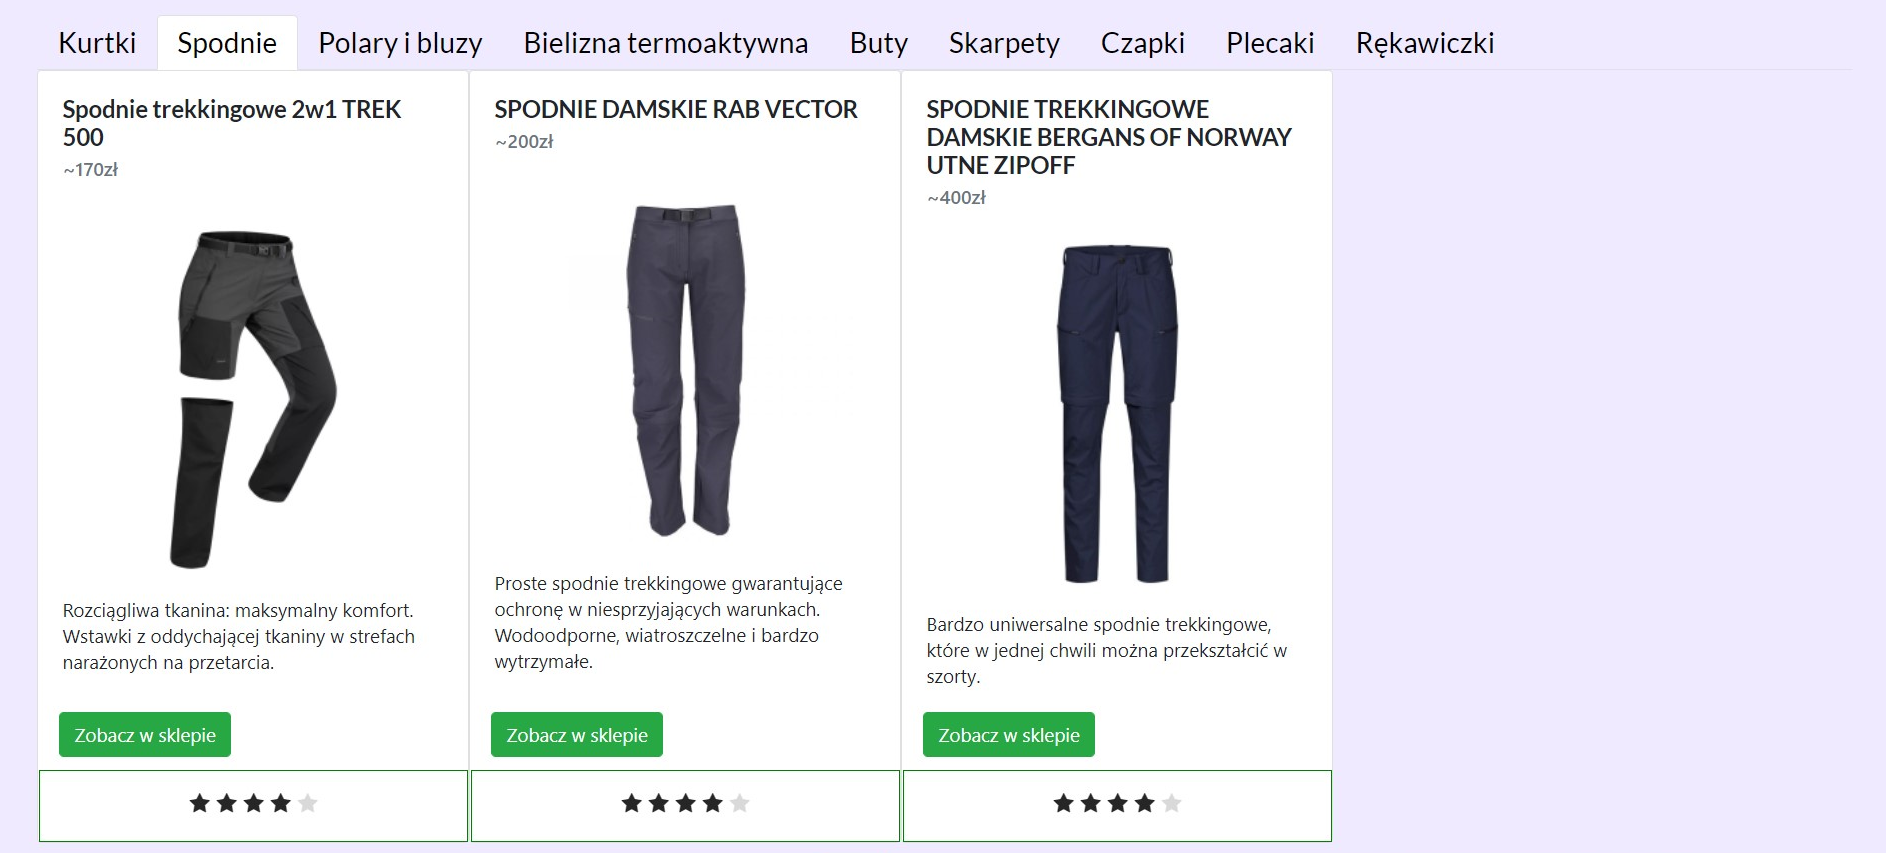 Kurtki Spodnie Polary i bluzy Bielizna termoaktywna Buty Skarpety Czapki Plecaki Rękawiczki
Spodnie trekkingowe 2w1 TREK
500
~170zł
Rozciągliwa tkanina: maksymalny komfort.
Wstawki z oddychającej tkaniny w strefach
narażonych na przetarcia.
Zobacz w sklepie
SPODNIE DAMSKIE RAB VECTOR
~200zł
Proste spodnie trekkingowe gwarantujące
ochronę w niesprzyjających warunkach.
Wodoodporne, wiatroszczelne i bardzo
wytrzymałe.
Zobacz w sklepie
SPODNIE TREKKINGOWE
DAMSKIE BERGANS OF NORWAY
UTNE ZIPOFF
~400zł
Bardzo uniwersalne spodnie trekkingowe,
które w jednej chwili można przekształcić w
szorty.
Zobacz w sklepie